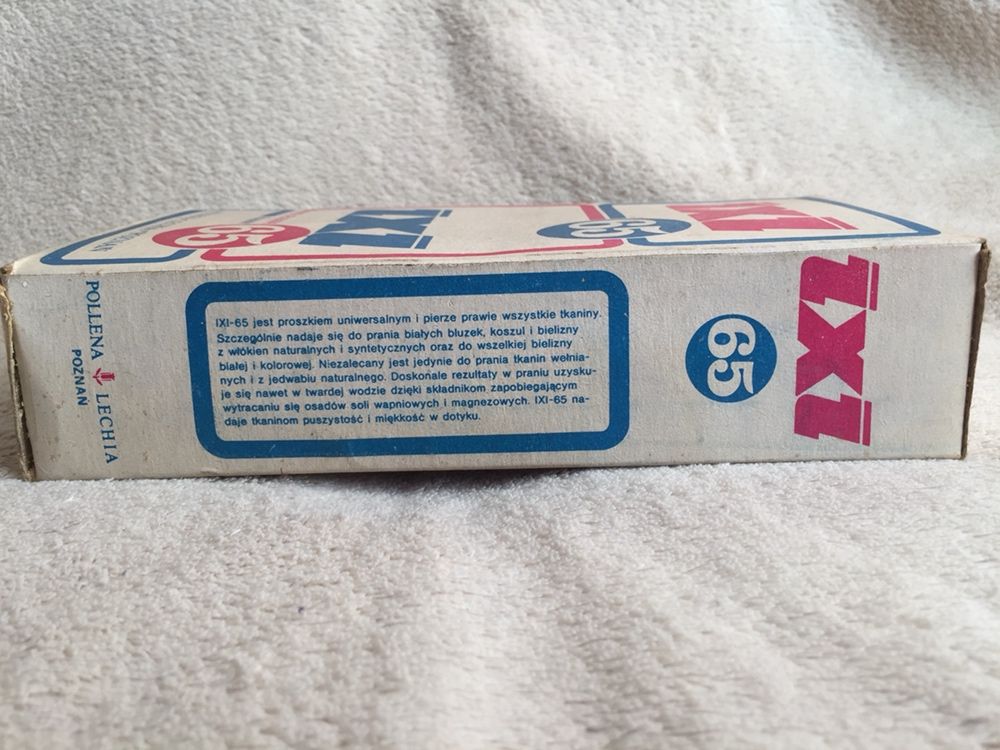 65
IXI
65
IXI
POLLENA LECHIA
POZNAŃ
IXI-65 jest proszkiem uniwersalnym i pierze prawie wszystkie tkaniny.
Szczególnie nadaje się do prania białych bluzek, koszul i bielizny
z włókien naturalnych i syntetycznych oraz do wszelkiej bielizny
białej i kolorowej. Niezalecany jest jedynie do prania tkanin wełnia-
nych i z jedwabiu naturalnego. Doskonałe rezultaty w praniu uzysku-
je się nawet w twardej wodzie dzięki składnikom zapobiegającym
wytracaniu się osadów soli wapniowych i magnezowych. IXI-65 na-
daje tkaninom puszystość i miękkość w dotyku.
65
IXI